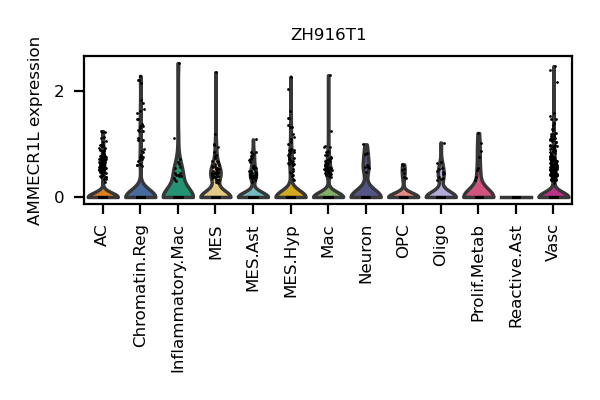 ZH916T1
AMMECR1L expression
2
0
AC
Chromatin.Reg
Inflammatory.Mac
MES
MES.Ast
MES.Hyp
Mac
Neuron
OPC
Oligo
Prolif.Metab
Reactive.Ast
Vasc